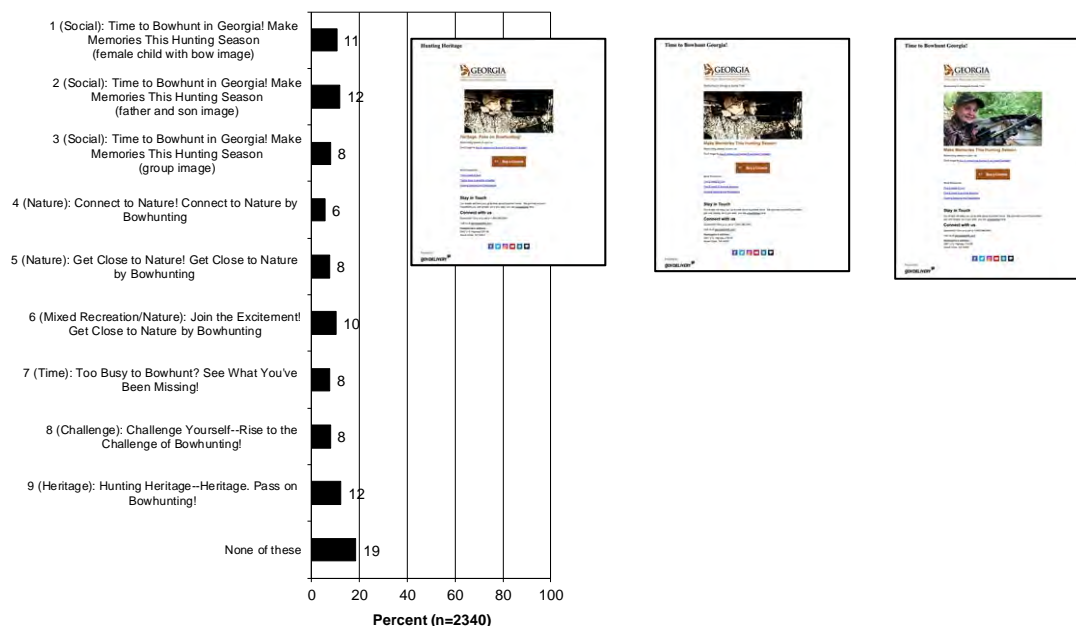 1 (Social): Time to Bowhunt in Georgia! Make
Memories This Hunting Season
(female child with bow image)
11
2 (Social): Time to Bowhunt in Georgia! Make
Memories This Hunting Season
(father and son image)
12
3 (Social): Time to Bowhunt in Georgia! Make
Memories This Hunting Season
(group image)
8
4 (Nature): Connect to Nature! Connect to Nature by
Bowhunting
6
5 (Nature): Get Close to Nature! Get Close to Nature
by Bowhunting
8
6 (Mixed Recreation/Nature): Join the Excitement!
Get Close to Nature by Bowhunting
10
7 (Time): Too Busy to Bowhunt? See What You've
Been Missing!
8
8 (Challenge): Challenge Yourself--Rise to the
Challenge of Bowhunting!
8
9 (Heritage): Hunting Heritage--Heritage. Pass on
Bowhunting!
12
None of these
19
0 20 40 60 80 100
Percent (n=2340)
Hunting Heritage
GEORGIA
Heritage. Pass on Bowhunting!
Stay in Touch
Connect with us
GOVDELIVERY
Time to Bowhunt Georgia!
GEORGIA
Make Memories This Hunting Season
Stay in Touch
Connect with us
GOVDELIVERY
Time to Bowhunt Georgia!
GEORGIA
Make Memories This Hunting Season
Stay in Touch
Connect with us
GOVDELIVERY